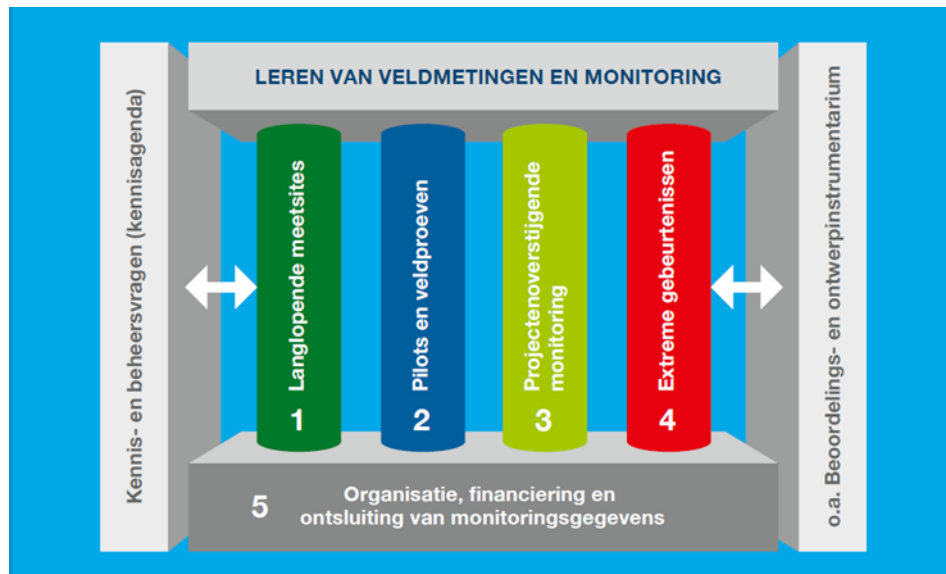 LEREN VAN VELDMETINGEN EN MONITORING
Kennis- en beheersvragen (kennisagenda)
Langlopende meetsites
1
Pilots en veldproeven
2
Projectenoverstijgende
monitoring
3
Extreme gebeurtenissen
4
o.a. Beoordelings- en ontwerpinstrumentarium
5
Organisatie, financiering en
ontsluiting van monitoringsgegevens